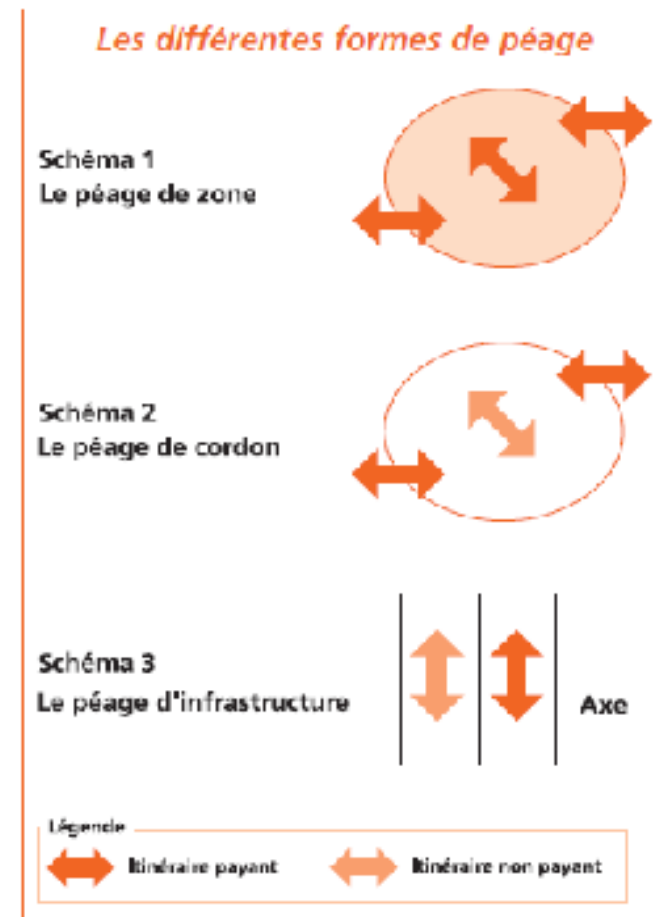 Les différentes formes de péage
Schéma 1
Le péage de zone
Schéma 2
Le péage de cordon
Schéma 3
Le péage d'infrastructure
Axe
Légende
Itinéraire payant
Itinéraire non payant